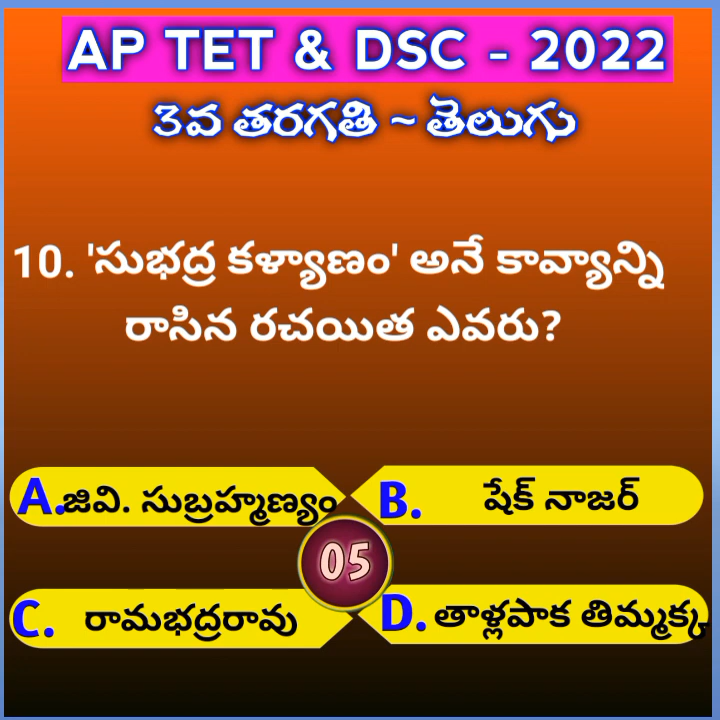 AP TET & DSC - 2022
3వ తరగతి ~ తెలుగు
10. 'సుభద్ర కళ్యాణం' అనే కావ్యాన్ని
రాసిన రచయిత ఎవరు?
A.జివి. సుబ్రహ్మణ్యం
B. షేక్ నాజర్
05
C. రామభద్రరావు
D. తాళ్లపాక తిమ్మక్క